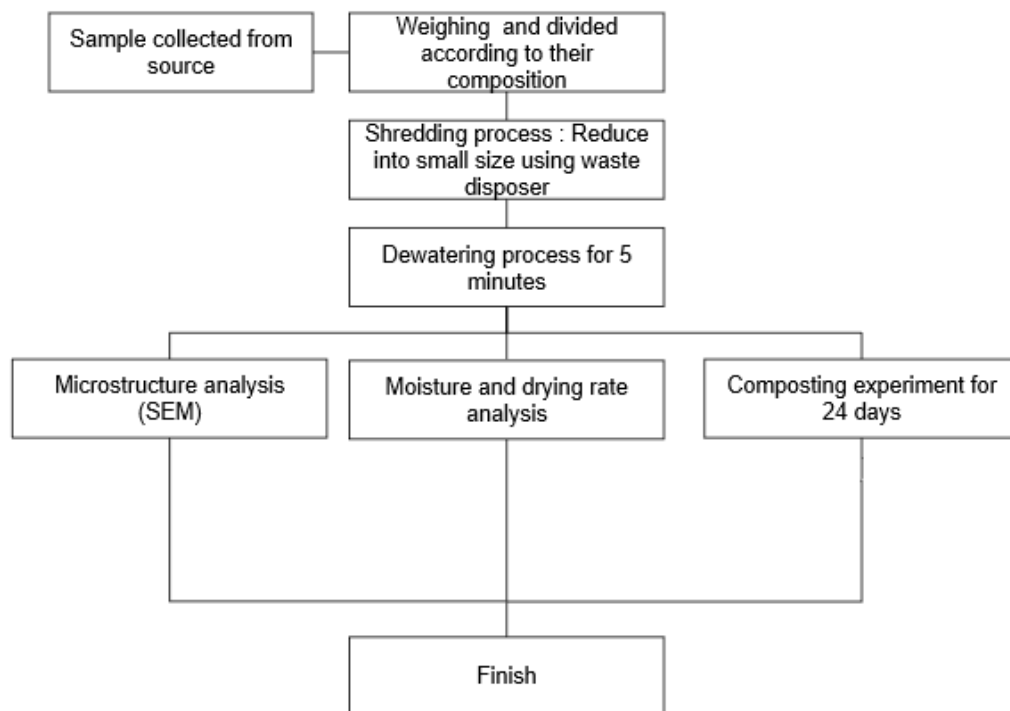 Sample collected from
source
Weighing and divided
according to their
composition
Shredding process : Reduce
into small size using waste
disposer
Dewatering process for 5
minutes
Microstructure analysis
(SEM)
Moisture and drying rate
analysis
Composting experiment for
24 days
Finish